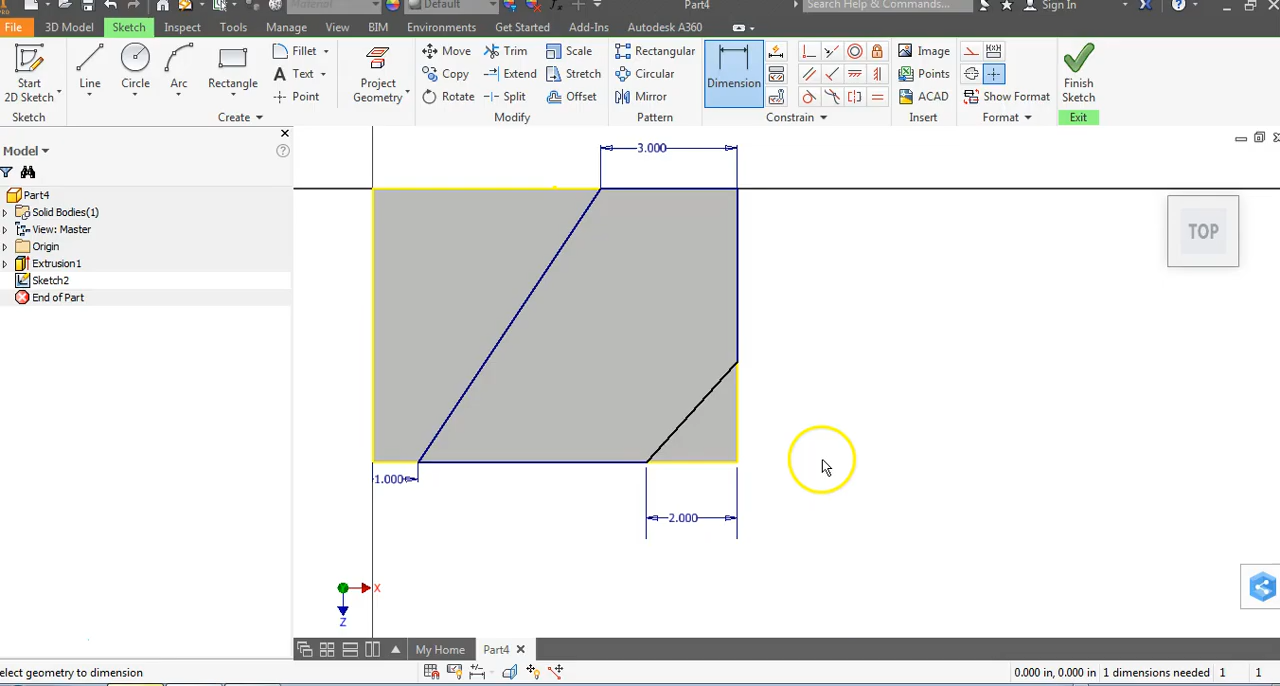 Material
Default
Part4
Search Help & Commands...
Sign In
File
3D Model
Sketch
Inspect
Tools
Manage
View
BIM
Environments
Get Started
Add-Ins
Autodesk A360
Start
2D Sketch
Line
Circle
Arc
Rectangle
Fillet
Text
Point
Project
Geometry
Move
Trim
Scale
Copy
Extend
Stretch
Rotate
Split
Offset
Rectangular
Circular
Mirror
Dimension
Image
Points
ACAD
Show Format
Finish
Sketch
Sketch
Create
Modify
Pattern
Constrain
Insert
Format
Exit
Model
Part4
Solid Bodies(1)
View: Master
Origin
Extrusion1
Sketch2
End of Part
3.000
TOP
1.000
2.000
X
Z
My Home
Part4
elect geometry to dimension
0.000 in, 0.000 in
1 dimensions needed
1
1